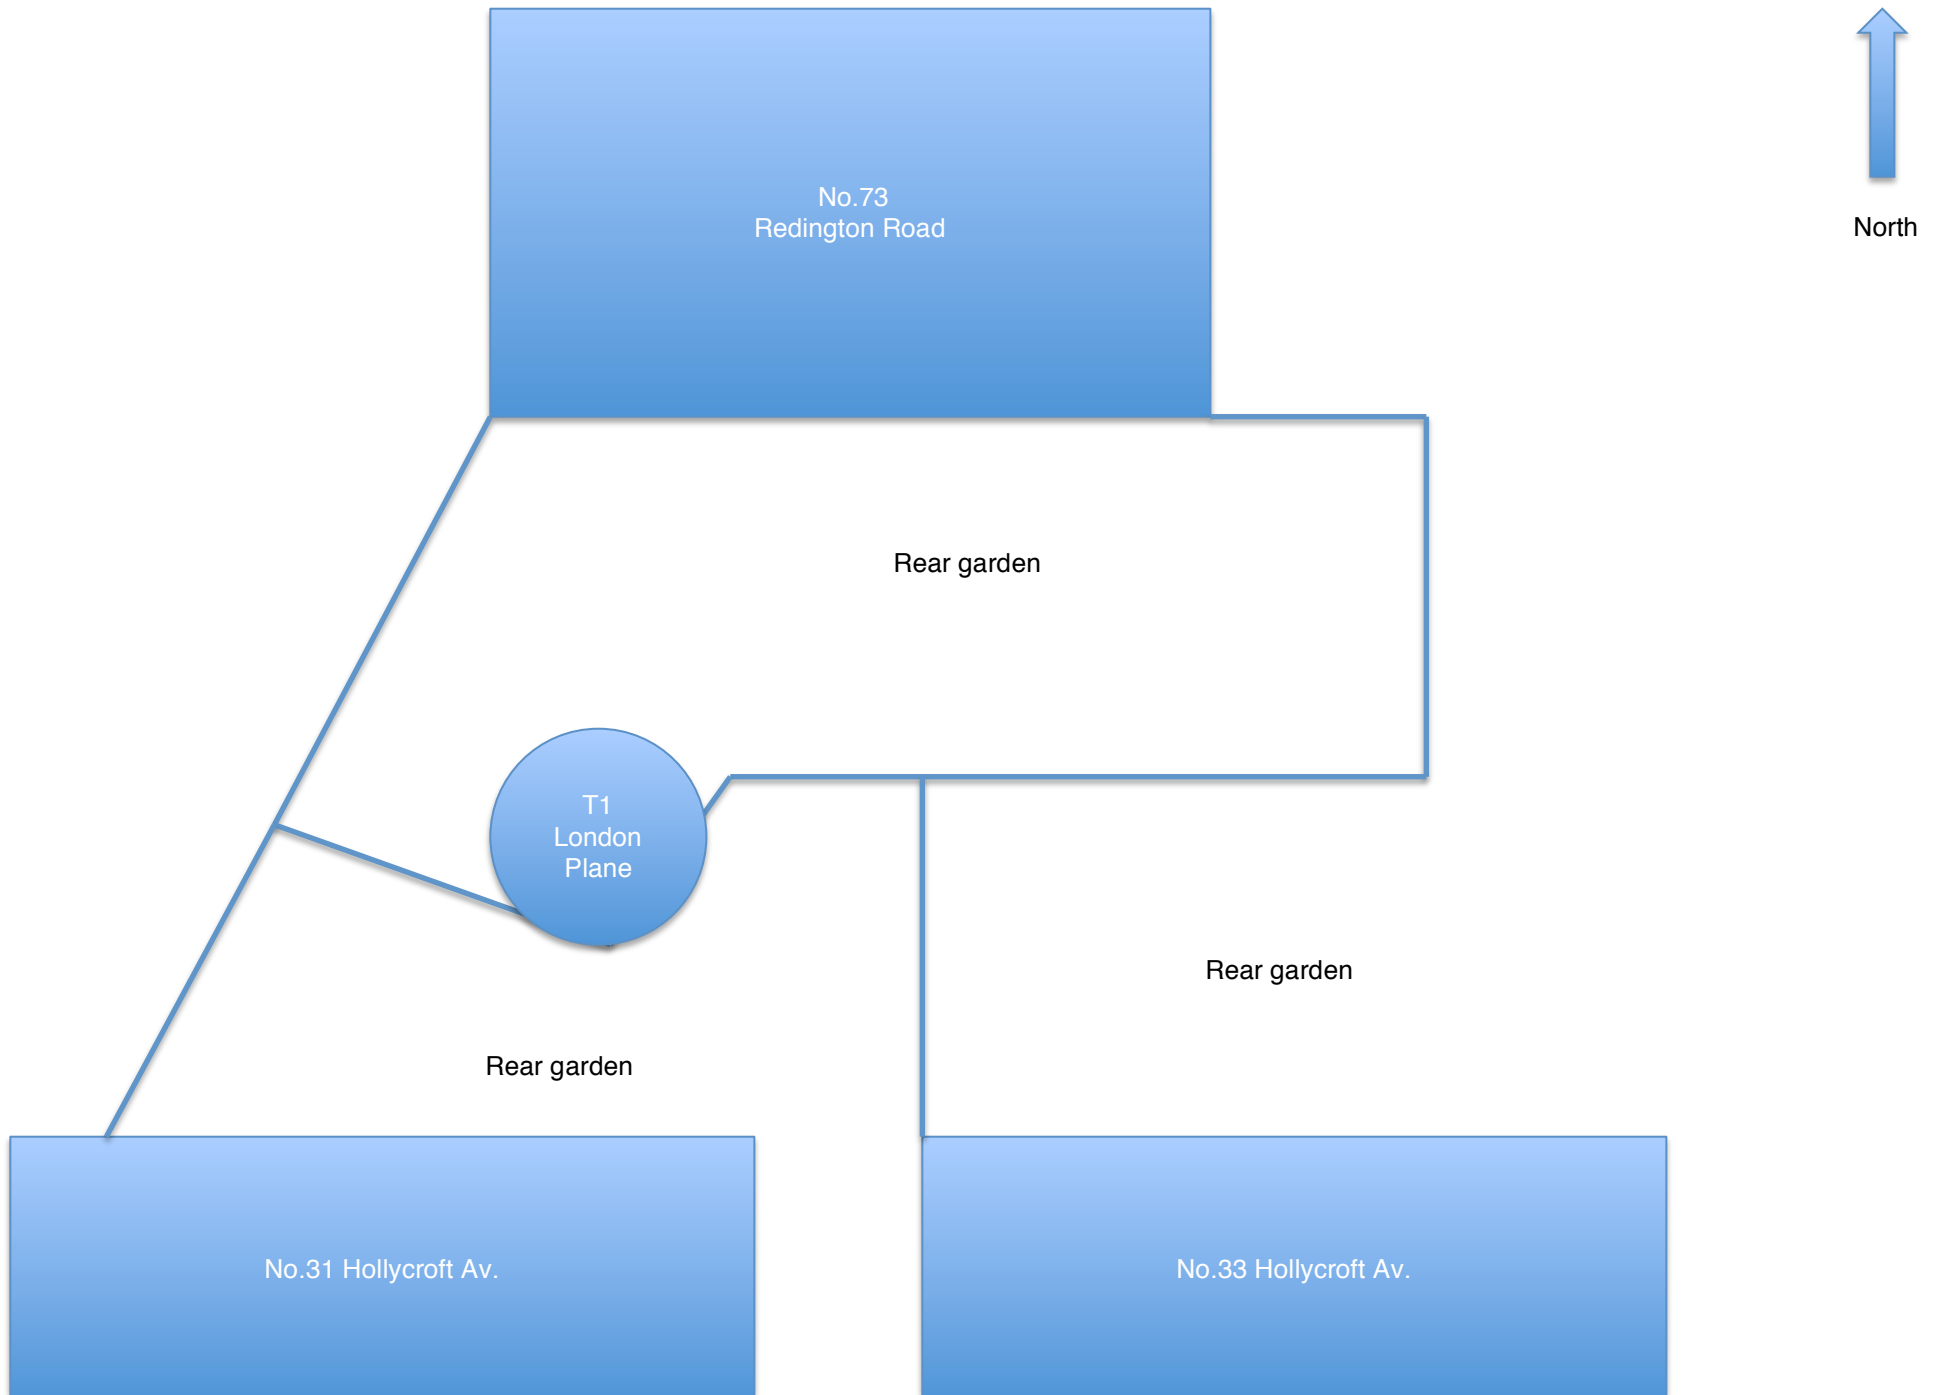 No.73
Redington Road
North
Rear garden
T1
London
Plane
Rear garden
Rear garden
No.31 Hollycroft Av.
No.33 Hollycroft Av.